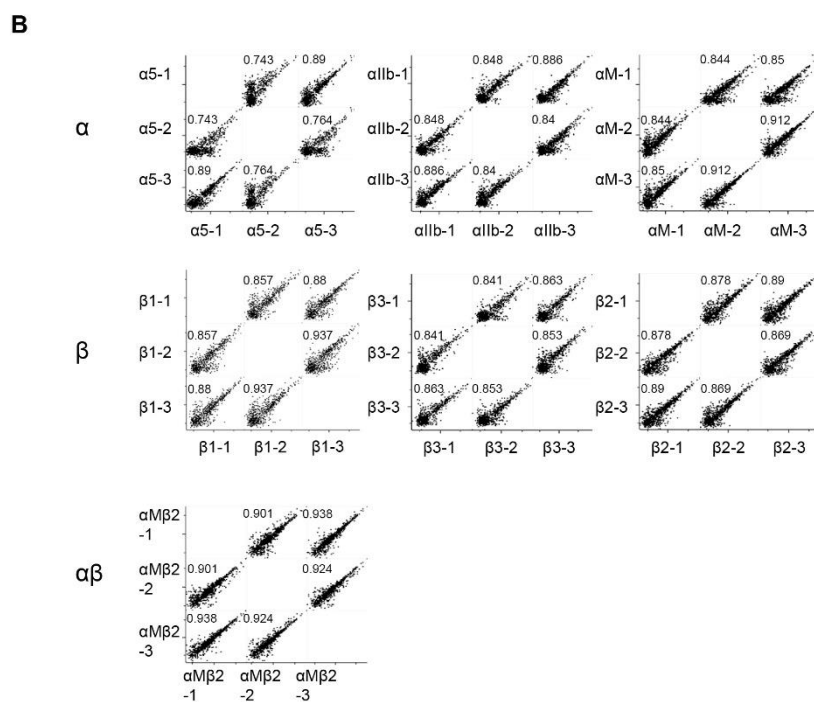 B
α
α5-1 0.743 0.89
α5-2 0.743 0.764
α5-3 0.89 0.764
α5-1 α5-2 α5-3
αIIb-1 0.848 0.886
αIIb-2 0.848 0.84
αIIb-3 0.886 0.84
αIIb-1 αIIb-2 αIIb-3
αM-1 0.844 0.85
αM-2 0.844 0.912
αM-3 0.85 0.912
αM-1 αM-2 αM-3
β
β1-1 0.857 0.88
β1-2 0.857 0.937
β1-3 0.88 0.937
β1-1 β1-2 β1-3
β3-1 0.841 0.863
β3-2 0.841 0.853
β3-3 0.863 0.853
β3-1 β3-2 β3-3
β2-1 0.878 0.89
β2-2 0.878 0.869
β2-3 0.89 0.869
β2-1 β2-2 β2-3
αβ
αMβ2 0.901 0.938
-1
αMβ2 0.901 0.924
-2
αMβ2 0.938 0.924
-3
αMβ2 αMβ2 αMβ2
-1 -2 -3